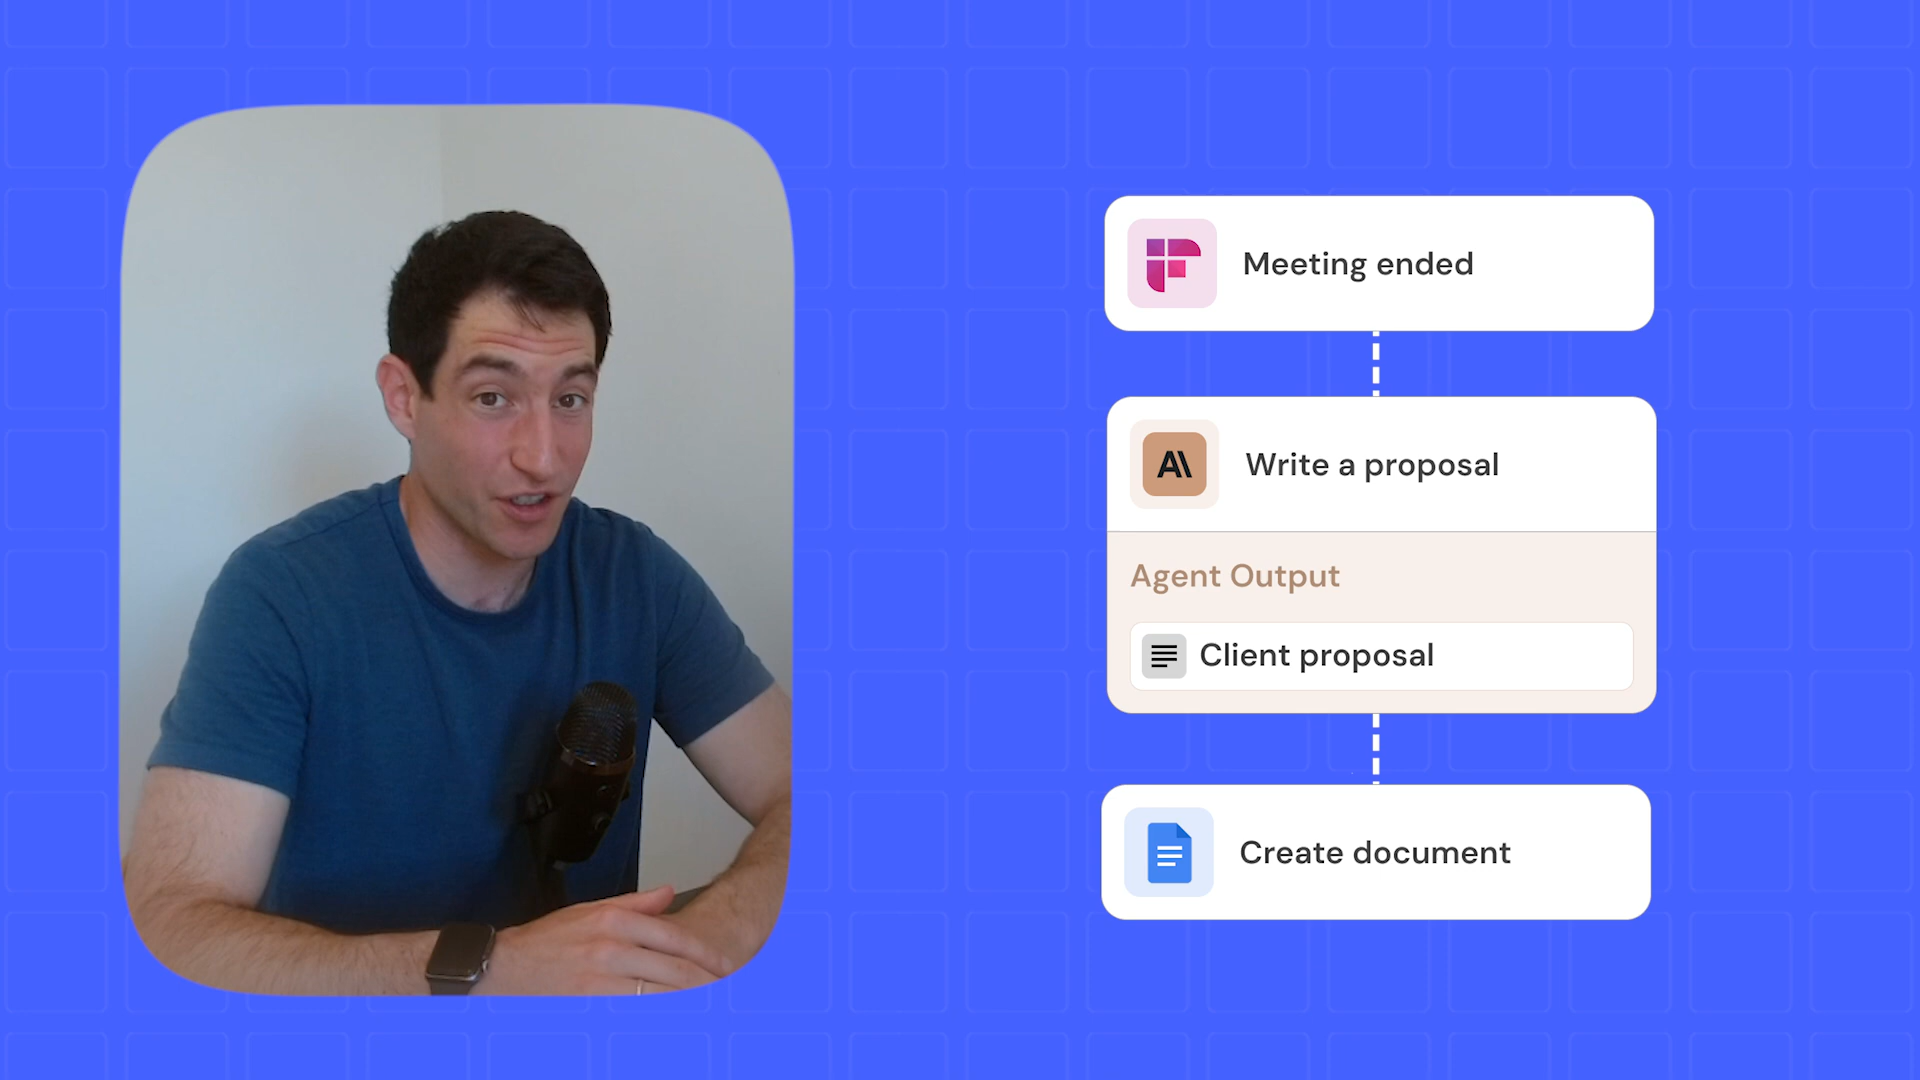 Meeting ended
A\
Write a proposal
Agent Output
Client proposal
Create document